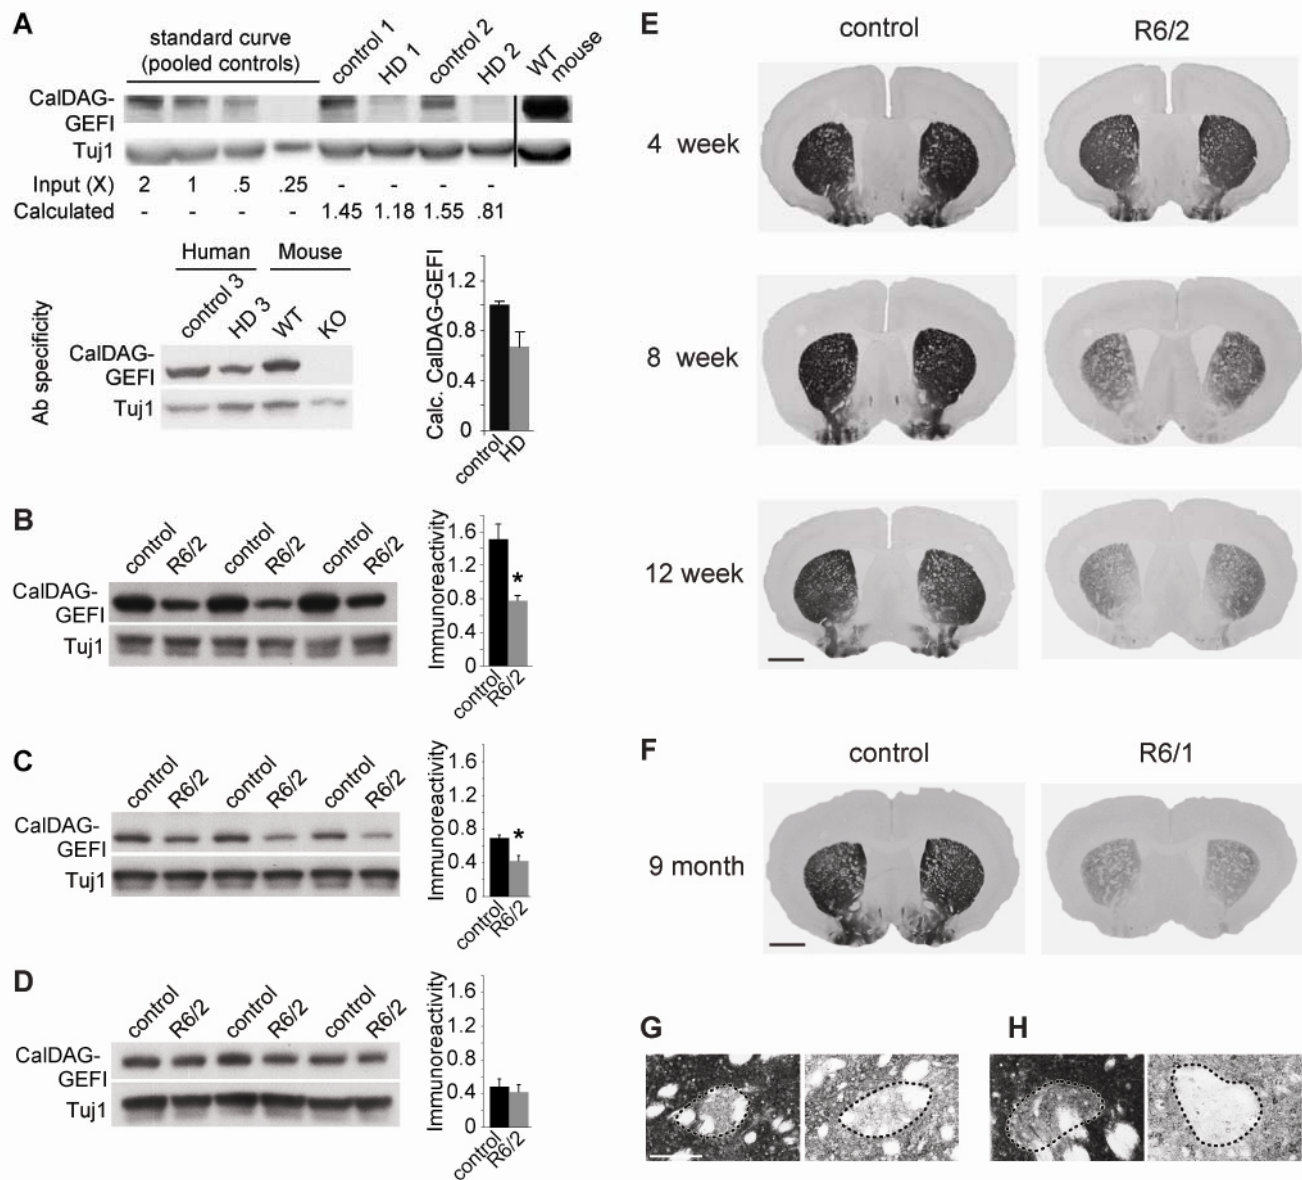 A
standard curve
(pooled controls)
control 1
HD 1
control 2
HD 2
WT
mouse
CalDAG-
GEFI
Tuj1
Input (X) 2 1 .5 .25 - - - -
Calculated - - - - 1.45 1.18 1.55 .81
Ab specificity
Human Mouse
control 3
HD 3
WT
KO
CalDAG-
GEFI
Tuj1
Calc. CalDAG-GEFI
1.2
0.8
0.4
0
control
HD
B
control
R6/2
control
R6/2
control
R6/2
CalDAG-
GEFI
Tuj1
Immunoreactivity
1.6
1.2
0.8
0.4
0
*
control
R6/2
C
control
R6/2
control
R6/2
control
R6/2
CalDAG-
GEFI
Tuj1
Immunoreactivity
1.6
1.2
0.8
0.4
0
*
control
R6/2
D
control
R6/2
control
R6/2
control
R6/2
CalDAG-
GEFI
Tuj1
Immunoreactivity
1.6
1.2
0.8
0.4
0
control
R6/2
E
control R6/2
4 week
8 week
12 week
F
control R6/1
9 month
G
H